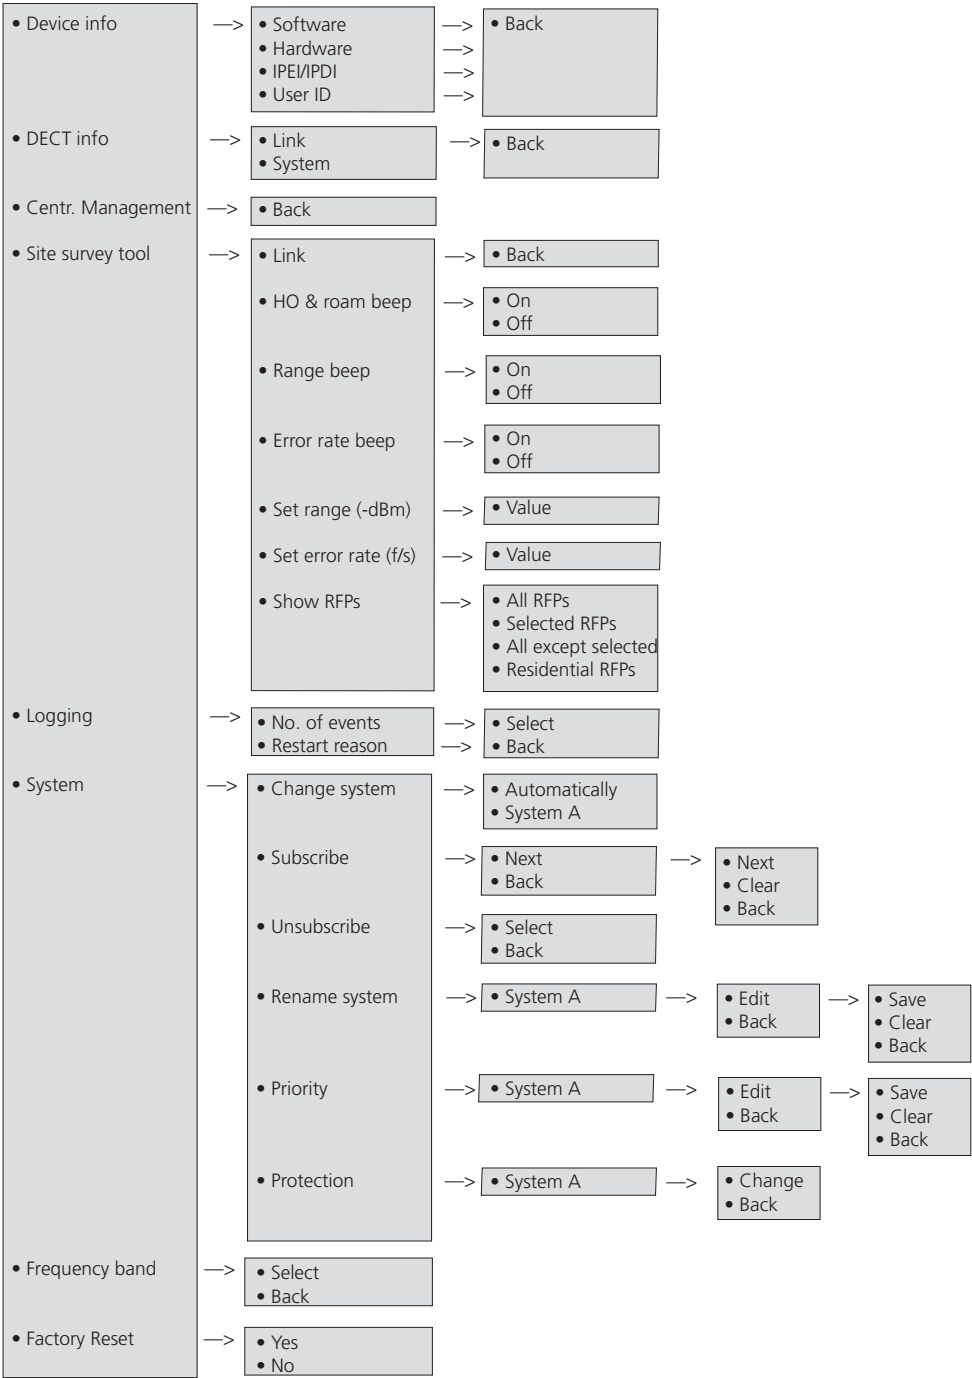 • Device info —> • Software —> • Back
• Hardware —>
• IPEI/IPDI —>
• User ID —>
• DECT info —> • Link —> • Back
• System
• Centr. Management —> • Back
• Site survey tool —> • Link —> • Back
• HO & roam beep —> • On
• Off
• Range beep —> • On
• Off
• Error rate beep —> • On
• Off
• Set range (-dBm) —> • Value
• Set error rate (f/s) —> • Value
• Show RFPs —> • All RFPs
• Selected RFPs
• All except selected
• Residential RFPs
• Logging —> • No. of events —> • Select
• Restart reason —> • Back
• System —> • Change system —> • Automatically
• System A
• Subscribe —> • Next —> • Next
• Back • Clear
• Back
• Unsubscribe —> • Select
• Back
• Rename system —> • System A —> • Edit —> • Save
• Back • Clear
• Back
• Priority —> • System A —> • Edit —> • Save
• Back • Clear
• Back
• Protection —> • System A —> • Change
• Back
• Frequency band —> • Select
• Back
• Factory Reset —> • Yes
• No